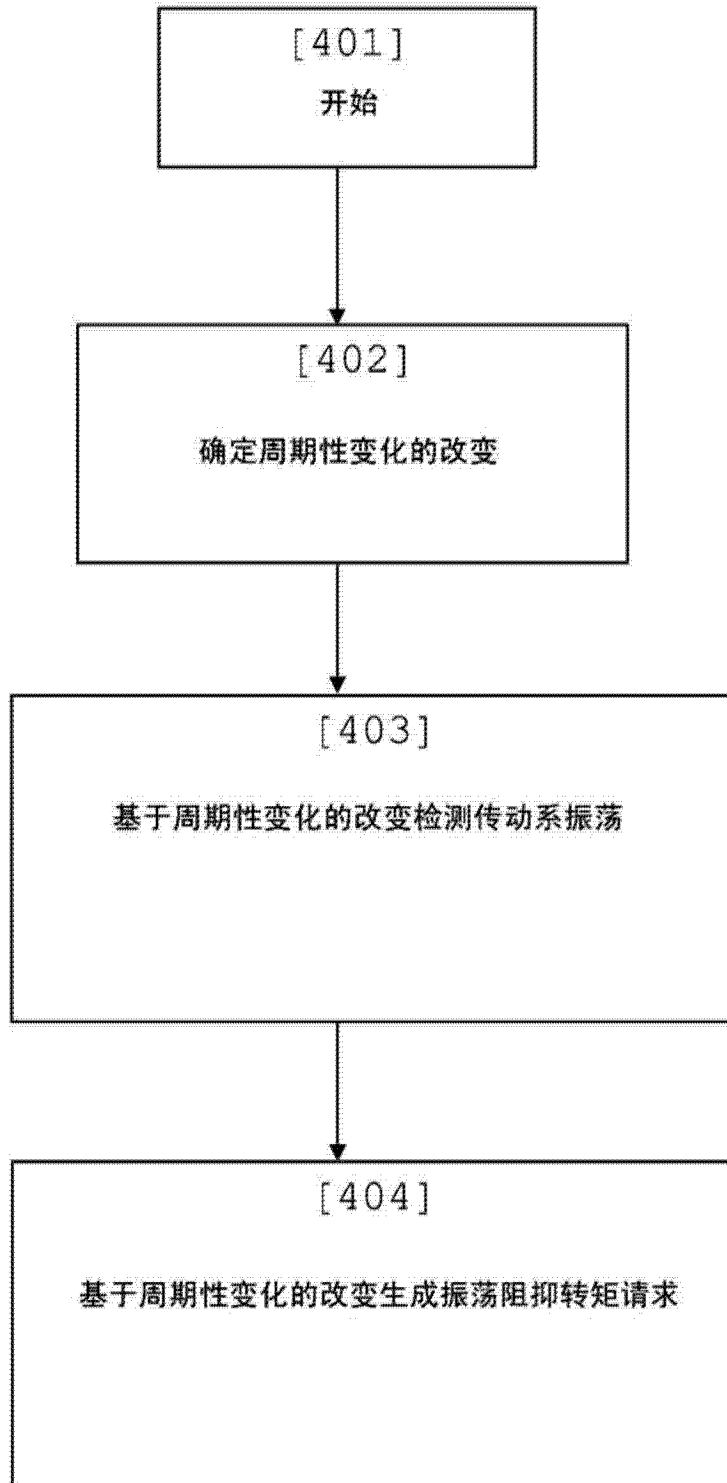 [401]
开始
[402]
确定周期性变化的改变
[403]
基于周期性变化的改变检测传动系振荡
[404]
基于周期性变化的改变生成振荡阻抑转矩请求